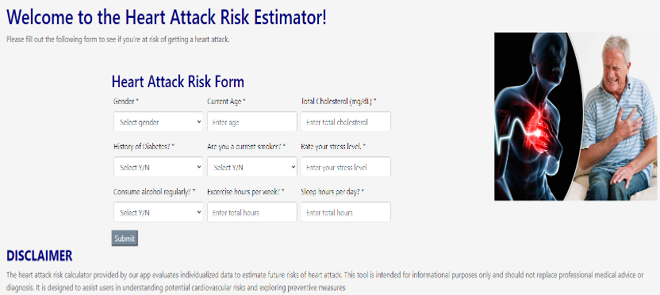 Welcome to the Heart Attack Risk Estimator!
Please fill out the following form to see if you're at risk of getting a heart attack.
Heart Attack Risk Form
Gender * Current Age * Total Cholesterol (mg/dL) *
Select gender Enter age Enter total cholesterol
History of Diabetes? * Are you a current smoker? * Rate your stress level. *
Select Y/N Select Y/N Enter your stress level
Consume alcohol regularly? * Excercise hours per week? * Sleep hours per day? *
Select Y/N Enter total hours Enter total hours
Submit
DISCLAIMER
The heart attack risk calculator provided by our app evaluates individualized data to estimate future risks of heart attack. This tool is intended for informational purposes only and should not replace professional medical advice or
diagnosis. It is designed to assist users in understanding potential cardiovascular risks and exploring preventive measures.